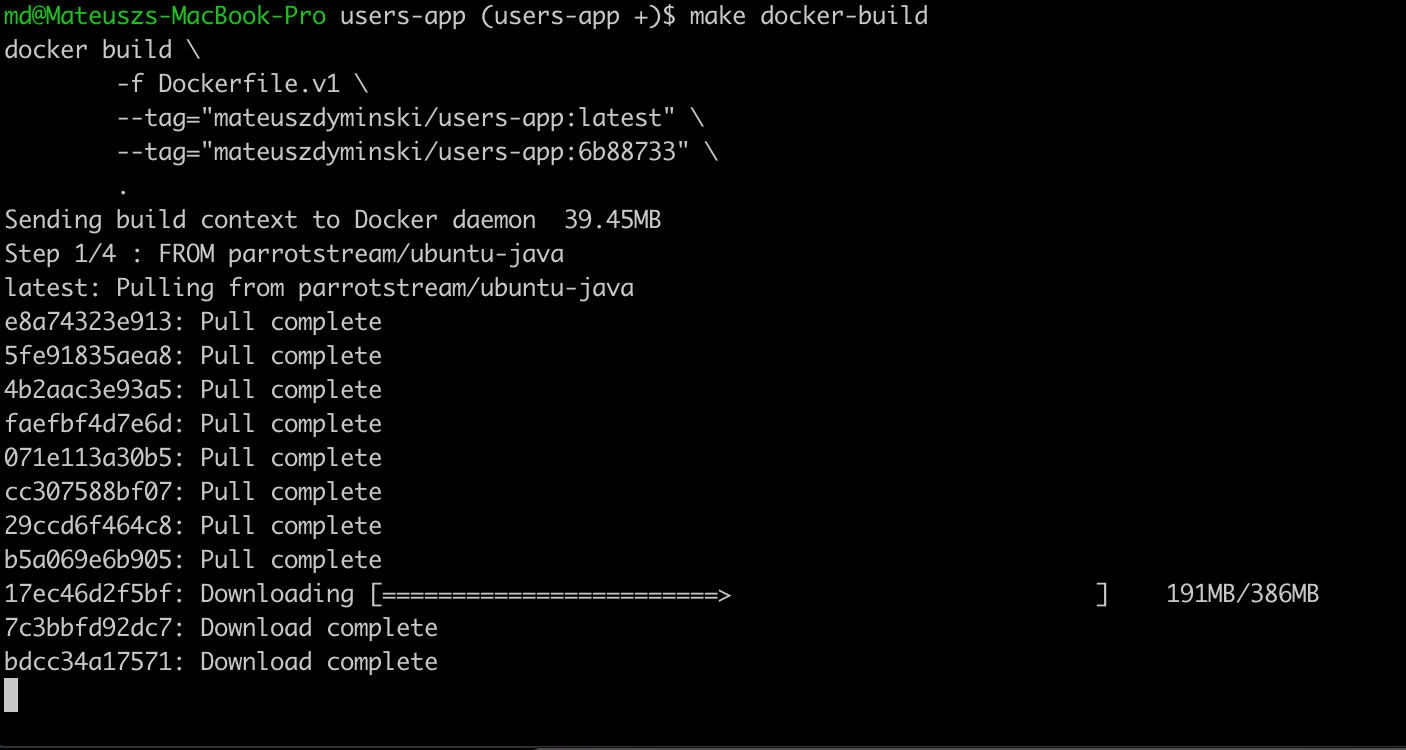 md@Mateuszs-MacBook-Pro users-app (users-app +)$ make docker-build
docker build \
        -f Dockerfile.v1 \
        --tag="mateuszdyminski/users-app:latest" \
        --tag="mateuszdyminski/users-app:6b88733" \
        .
Sending build context to Docker daemon  39.45MB
Step 1/4 : FROM parrotstream/ubuntu-java
latest: Pulling from parrotstream/ubuntu-java
e8a74323e913: Pull complete
5fe91835aea8: Pull complete
4b2aac3e93a5: Pull complete
faefbf4d7e6d: Pull complete
071e113a30b5: Pull complete
cc307588bf07: Pull complete
29ccd6f464c8: Pull complete
b5a069e6b905: Pull complete
17ec46d2f5bf: Downloading [========================>                          ]    191MB/386MB
7c3bbfd92dc7: Download complete
bdcc34a17571: Download complete